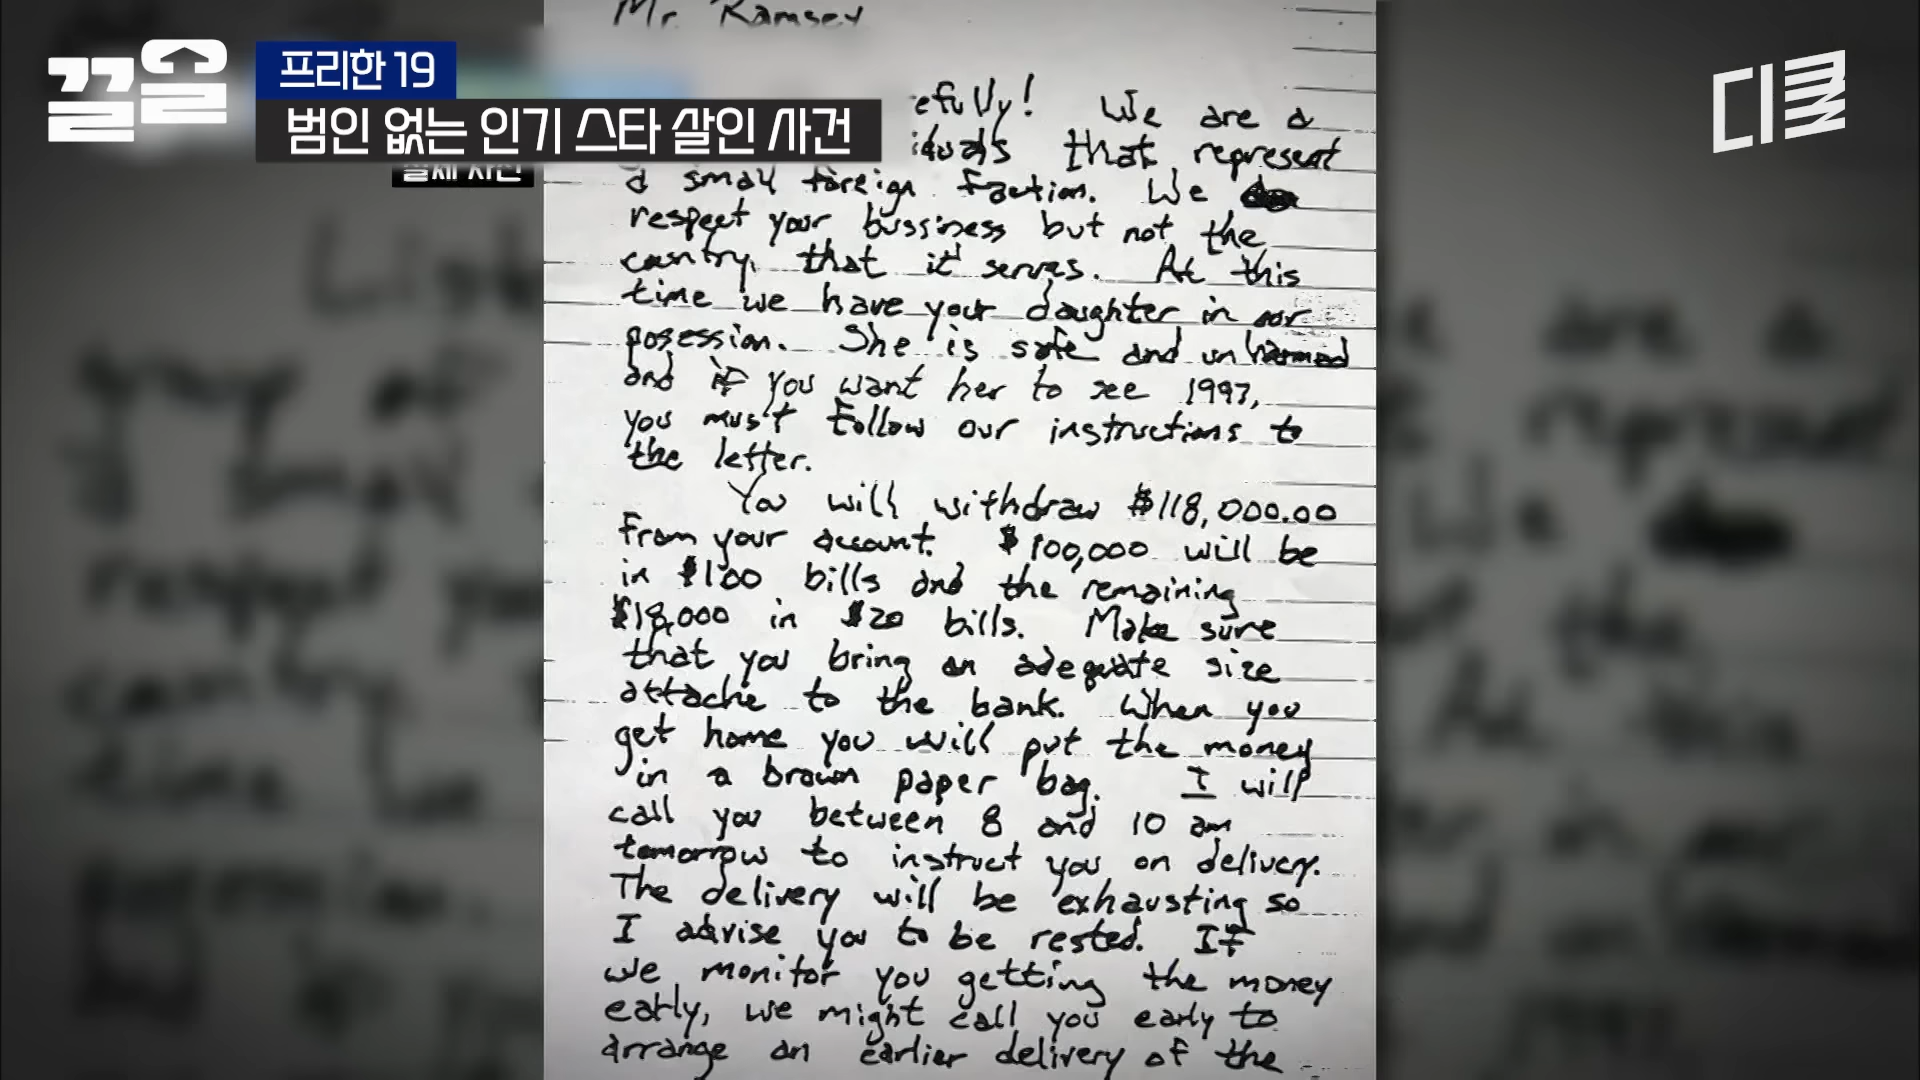 끌올
프리한 19
범인 없는 인기 스타 살인 사건
실제 사건
디클
Mr. Ramsey
efully! We are a
iduals that represent
a small foreign faction. We
respect your bussiness but not the
country that it serves. At this
time we have your daughter in our
posession. She is safe and unharmed
and if you want her to see 1997,
you must follow our instructions to
the letter.
You will withdraw $118,000.00
from your account. $100,000 will be
in $100 bills and the remaining
$18,000 in $20 bills. Make sure
that you bring an adequate size
attache to the bank. When you
get home you will put the money
in a brown paper bag. I will
call you between 8 and 10 am
tomorrow to instruct you on delivery.
The delivery will be exhausting so
I advise you to be rested. If
we monitor you getting the money
early, we might call you early to
arrange an earlier delivery of the